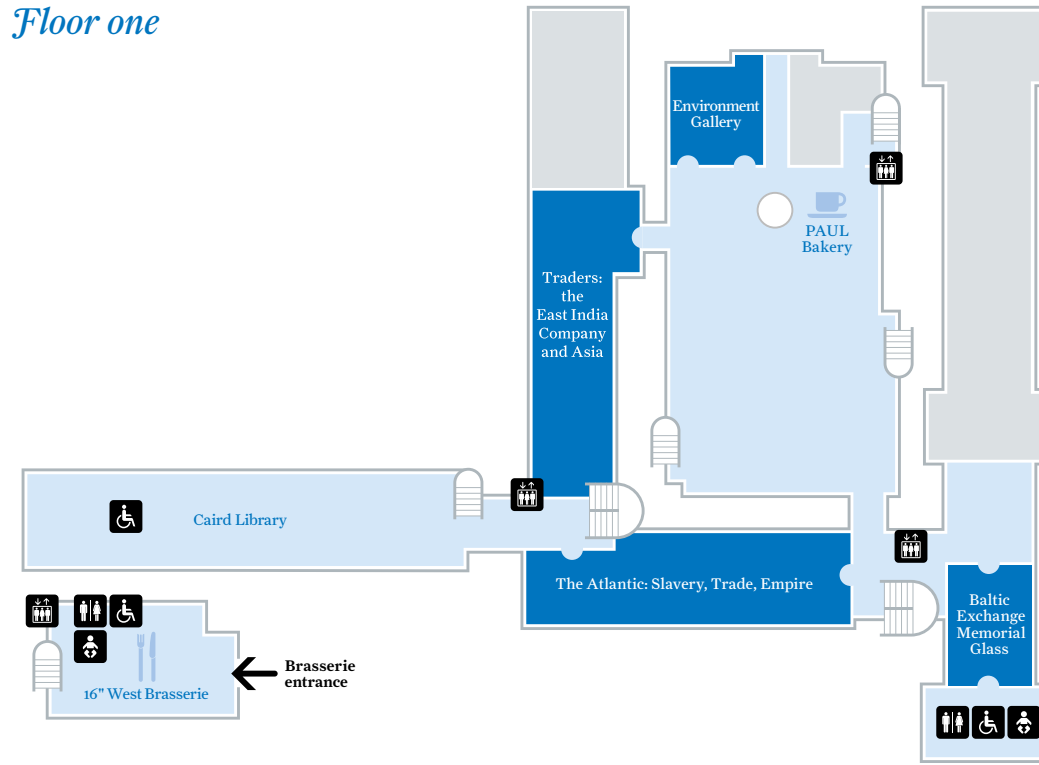 Floor one
Environment
Gallery
PAUL
Bakery
Traders:
the
East India
Company
and Asia
Caird Library
The Atlantic: Slavery, Trade, Empire
Baltic
Exchange
Memorial
Glass
16" West Brasserie
Brasserie
entrance